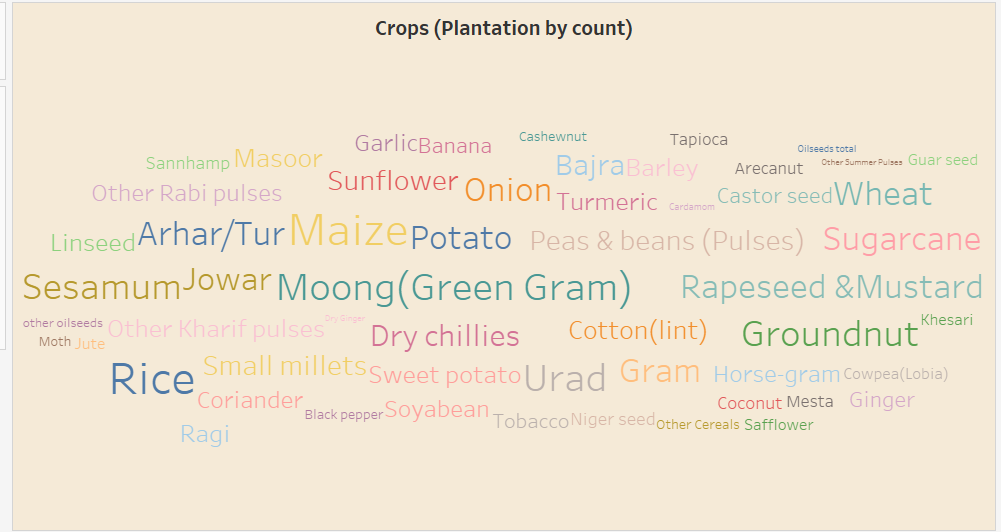 Crops (Plantation by count)
Cashewnut
Tapioca
Garlic
Banana
Oilseeds total
Sannhamp
Masoor
Bajra
Barley
Arecanut
Other Summer Pulses
Guar seed
Other Rabi pulses
Sunflower
Onion
Turmeric
Cardamom
Castor seed
Wheat
Linseed
Arhar/Tur
Maize
Potato
Peas & beans (Pulses)
Sugarcane
Sesamum
Jowar
Moong(Green Gram)
Rapeseed &Mustard
other oilseeds
Other Kharif pulses
Dry Ginger
Dry chillies
Cotton(lint)
Groundnut
Khesari
Moth
Jute
Rice
Small millets
Sweet potato
Urad
Gram
Horse-gram
Cowpea(Lobia)
Coriander
Black pepper
Soyabean
Coconut
Mesta
Ginger
Ragi
Tobacco
Niger seed
Other Cereals
Safflower